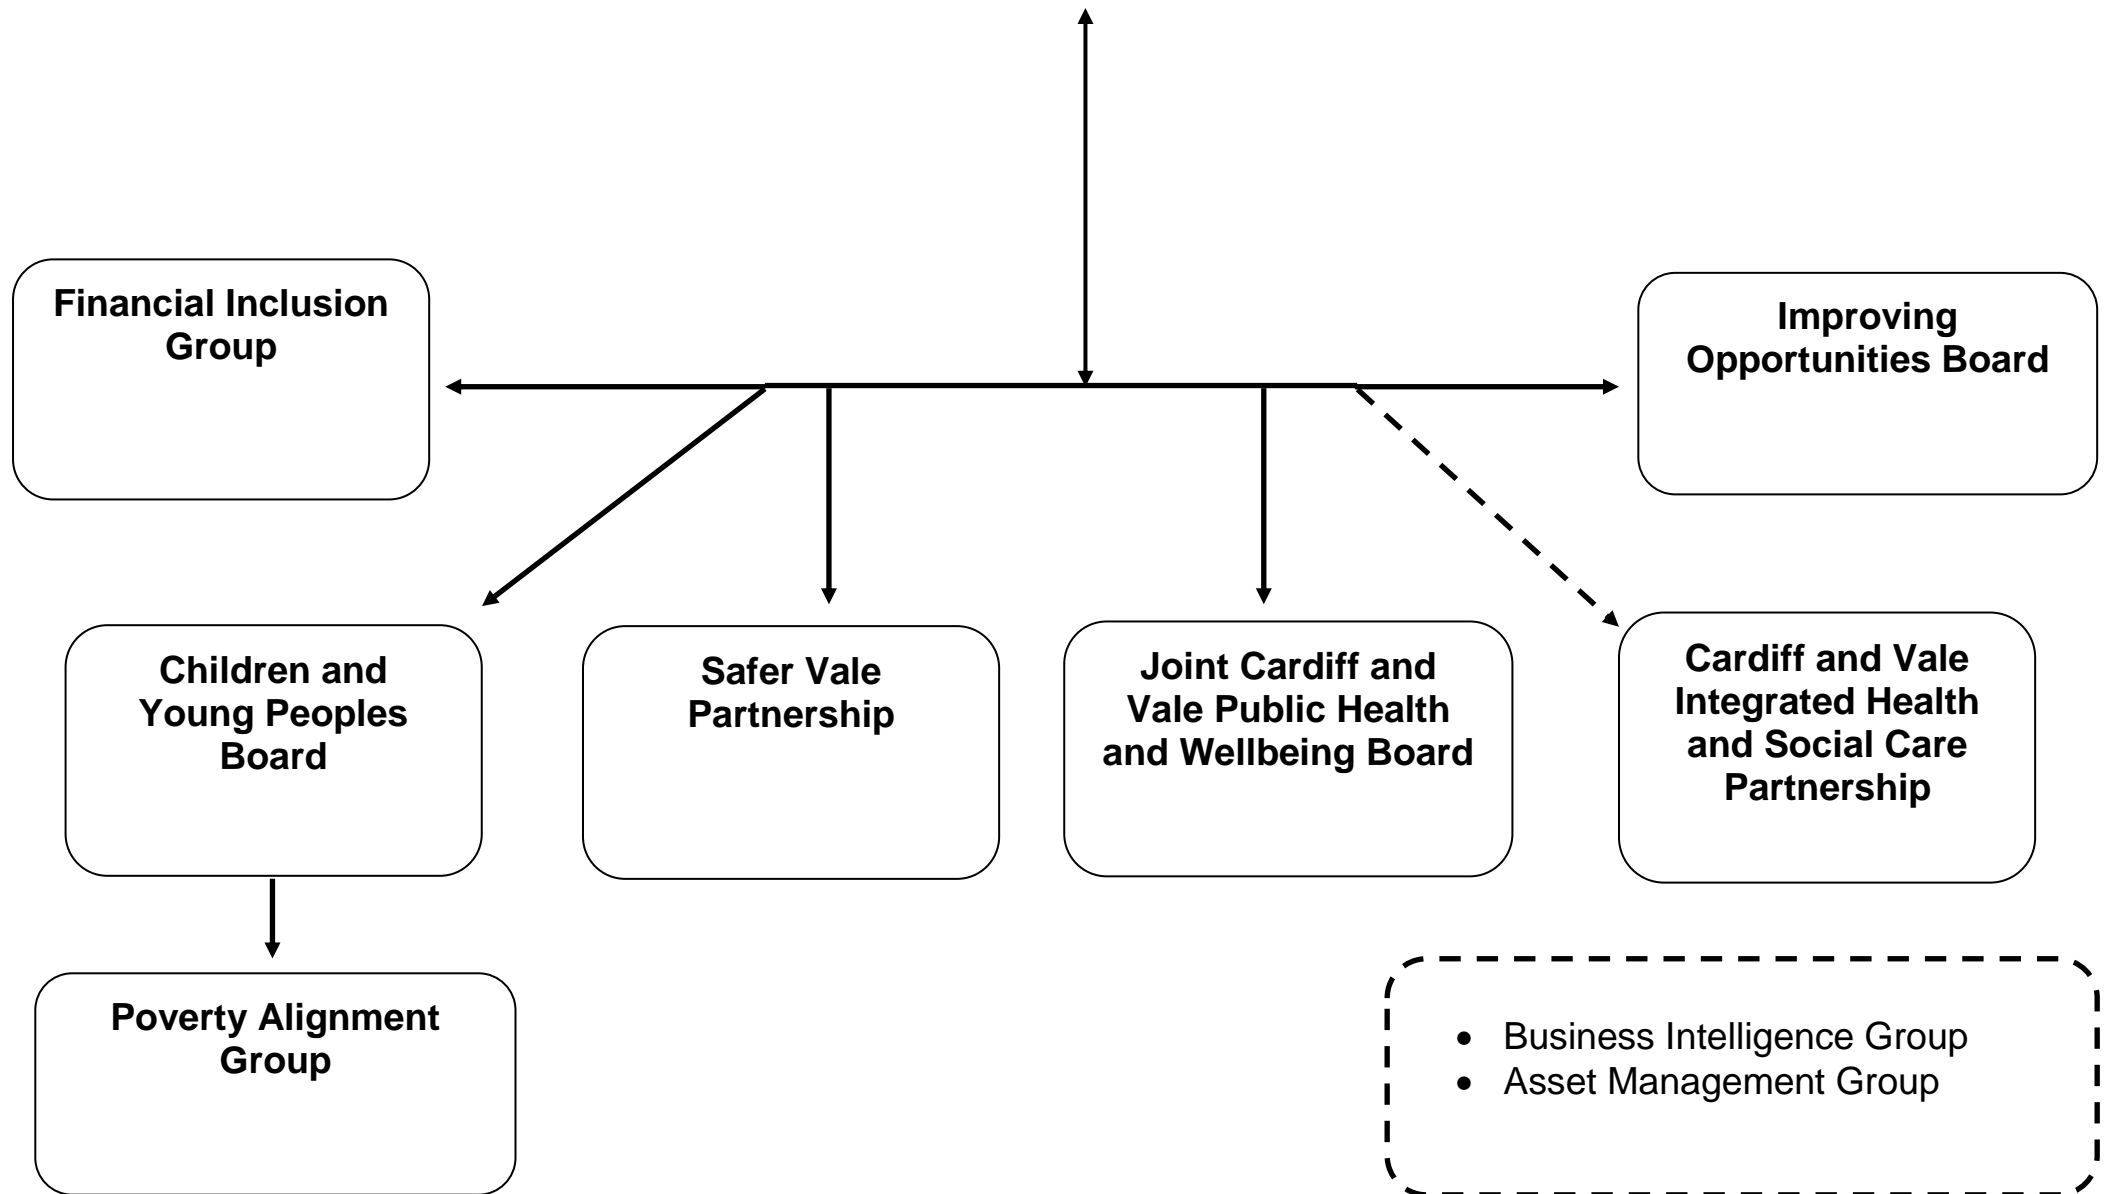 Financial Inclusion
Group
Improving
Opportunities Board
Children and
Young Peoples
Board
Safer Vale
Partnership
Joint Cardiff and
Vale Public Health
and Wellbeing Board
Cardiff and Vale
Integrated Health
and Social Care
Partnership
Poverty Alignment
Group
• Business Intelligence Group
• Asset Management Group